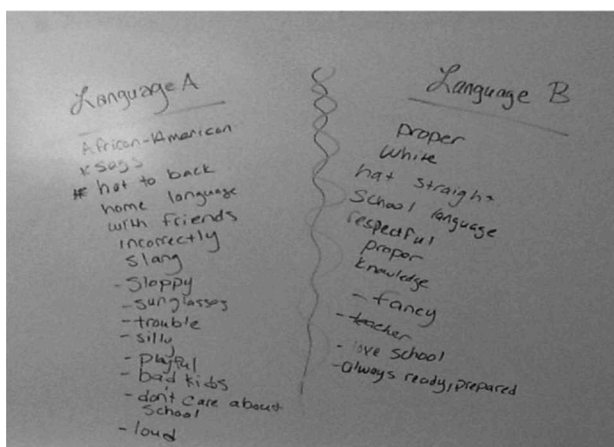 Language A
African-American
* sags
* hat to back
home language
with friends
incorrectly
slang
- sloppy
- sunglasses
- trouble
- silly
- playful
- bad kids
- don't care about
school
- loud
Language B
proper
white
hat straight
School language
respectful
proper
knowledge
- fancy
- teacher
- love school
- always ready, prepared